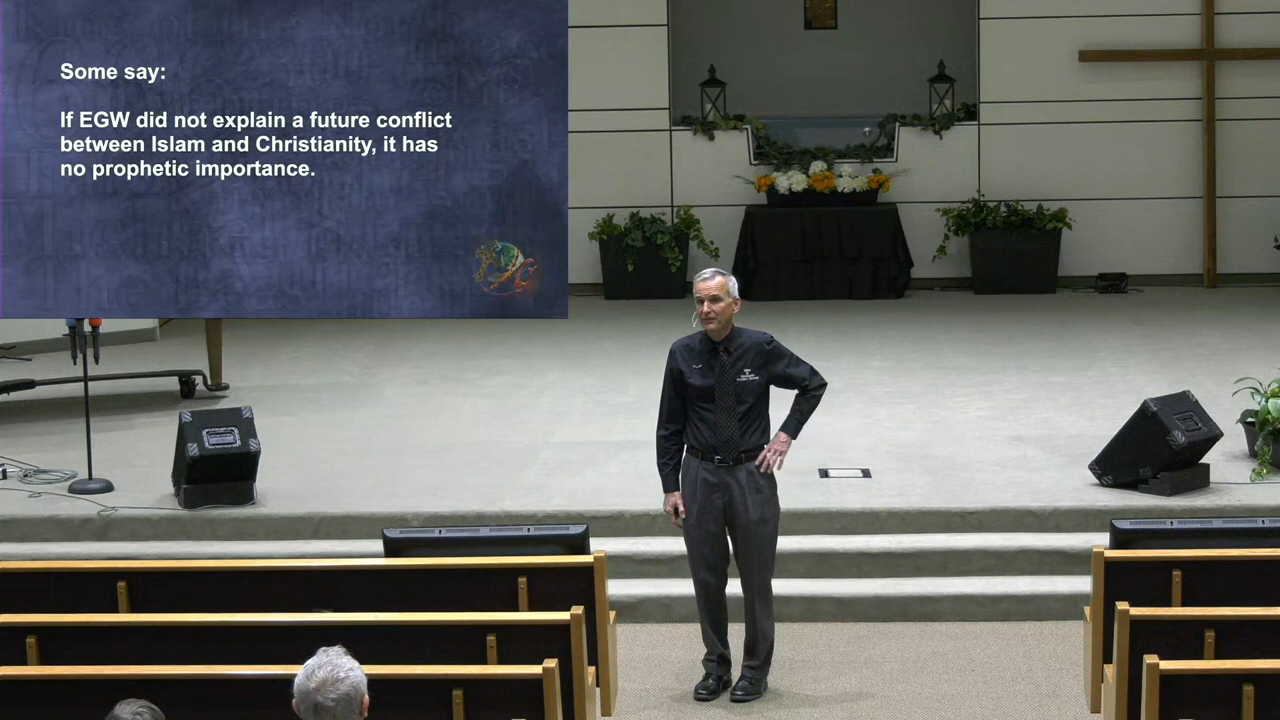 Some say:
If EGW did not explain a future conflict
between Islam and Christianity, it has
no prophetic importance.